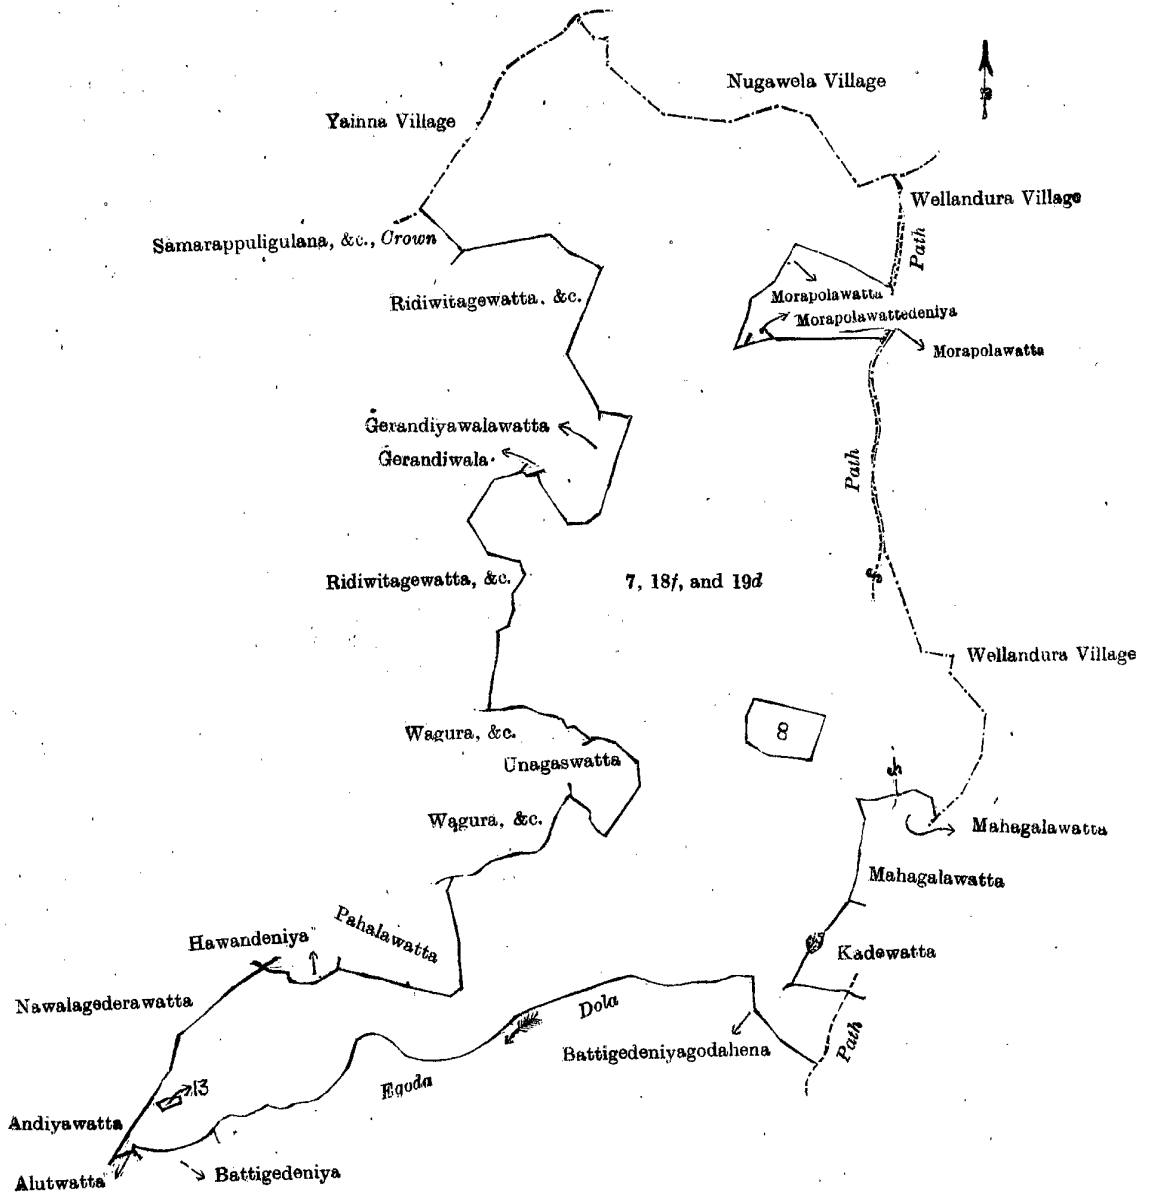 Nugawela Village
Yainna Village
Wellandura Village
Samarappuligulana, &c., Crown
Path
Morapolawatta
Ridiwitagewatta, &c.
Morapolawattedeniya
Morapolawatta
Gerandiyawalawatta
Gerandiwala
Path
Ridiwitagewatta, &c.
7, 18f, and 19d
Wellandura Village
Wagura, &c.
8
Unagaswatta
Wagura, &c.
Mahagalawatta
Mahagalawatta
Pahalawatta
Hawandeniya
Kadewatta
Nawalagederawatta
Dola
Path
Battigedeniyagodahena
Egoda
13
Andiyawatta
Battigedeniya
Alutwatta